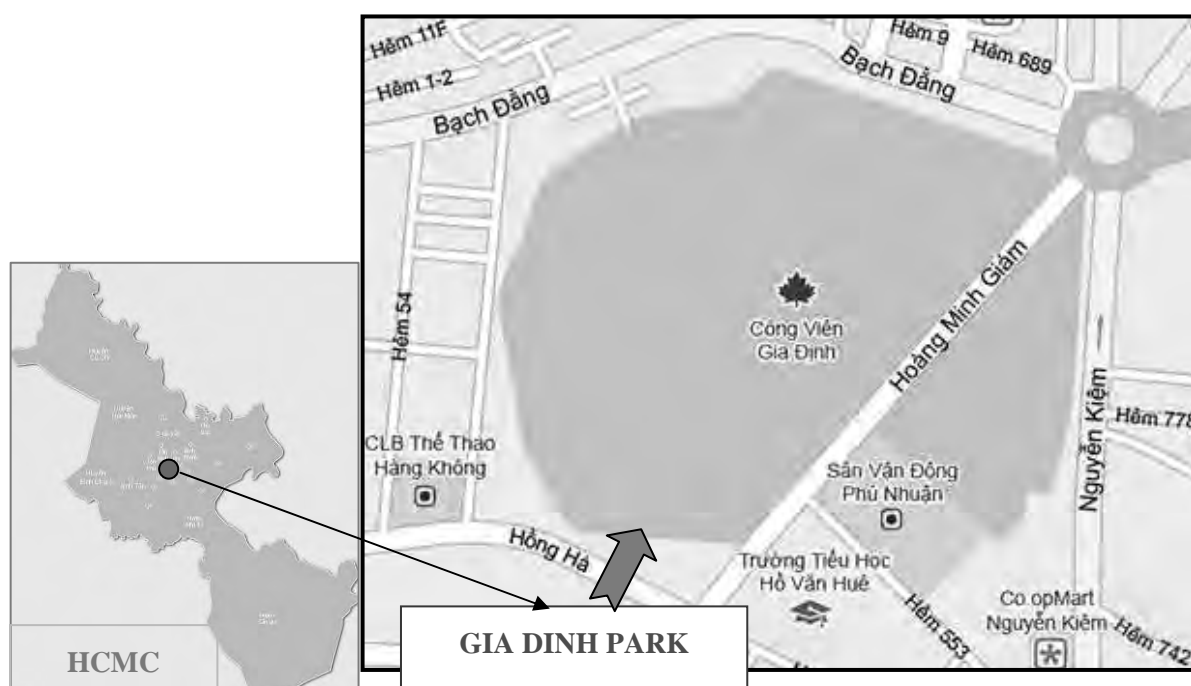 Hẻm 11F
Hẻm 1-2
Bạch Đằng
Hẻm 9
Hẻm 689
Bạch Đằng
Hẻm 54
Công Viên
Gia Định
Hoàng Minh Giám
Nguyễn Kiệm
Hẻm 778
CLB Thể Thao
Hàng Không
Sân Vận Động
Phú Nhuận
Hồng Hà
Trường Tiểu Học
Hồ Văn Huê
Hẻm 553
Co.opMart
Nguyễn Kiệm
Hẻm 742
GIA DINH PARK
HCMC